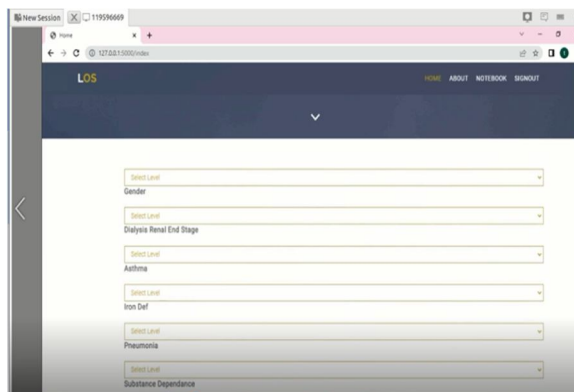 New Session
119596669
Home
127.0.0.1:5000/index
LOS
HOME ABOUT NOTEBOOK SIGNOUT
Select Level
Gender
Select Level
Dialysis Renal End Stage
Select Level
Asthma
Select Level
Iron Def
Select Level
Pneumonia
Select Level
Substance Dependance